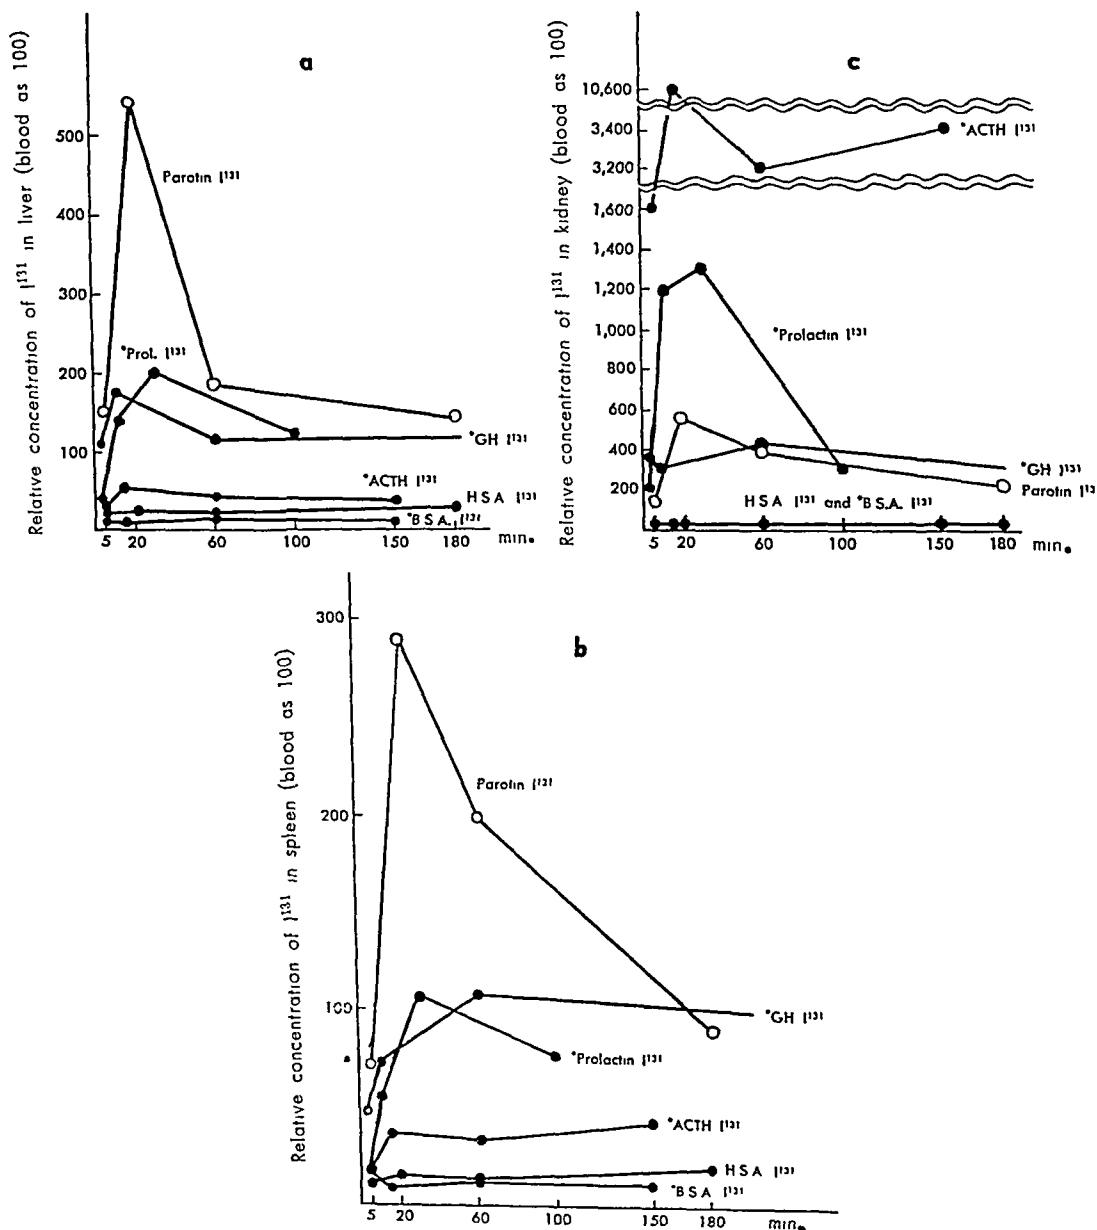 a
Relative concentration of I¹³¹ in liver (blood as 100)
500
400
300
200
100
Parotin I¹³¹
*Prol. I¹³¹
*GH I¹³¹
*ACTH I¹³¹
HSA I¹³¹
*BSA. I¹³¹
5 20 60 100 150 180 min.
c
Relative concentration of I¹³¹ in kidney (blood as 100)
10,600
3,400
3,200
1,600
1,400
1,200
1,000
800
600
400
200
*ACTH I¹³¹
*Prolactin I¹³¹
*GH I¹³¹
Parotin I¹³
HSA I¹³¹ and *BSA. I¹³¹
5 20 60 100 150 180 min.
b
Relative concentration of I¹³¹ in spleen (blood as 100)
300
200
100
Parotin I¹³¹
*GH I¹³¹
*Prolactin I¹³¹
*ACTH I¹³¹
HSA I¹³¹
*BSA I¹³¹
5 20 60 100 150 180 min.